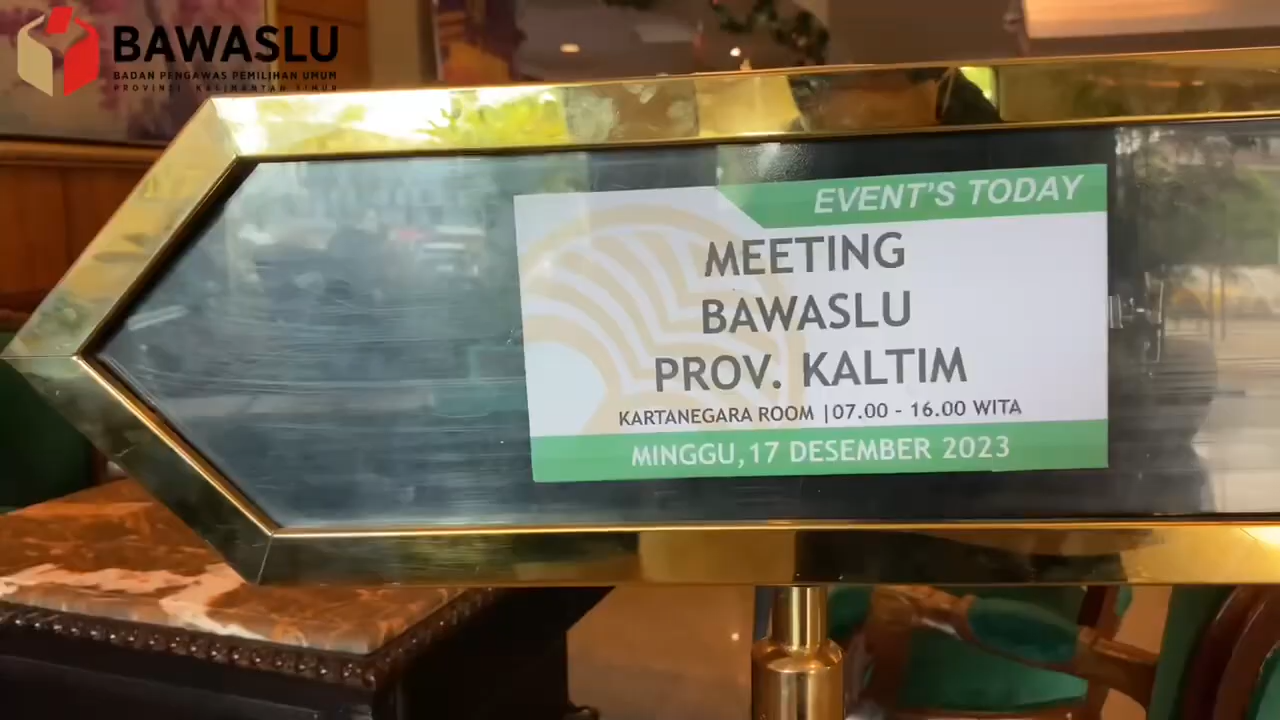 BAWASLU
BADAN PENGAWAS PEMILIHAN UMUM
PROVINSI KALIMANTAN TIMUR
EVENT'S TODAY
MEETING
BAWASLU
PROV. KALTIM
KARTANEGARA ROOM |07.00 - 16.00 WITA
MINGGU,17 DESEMBER 2023